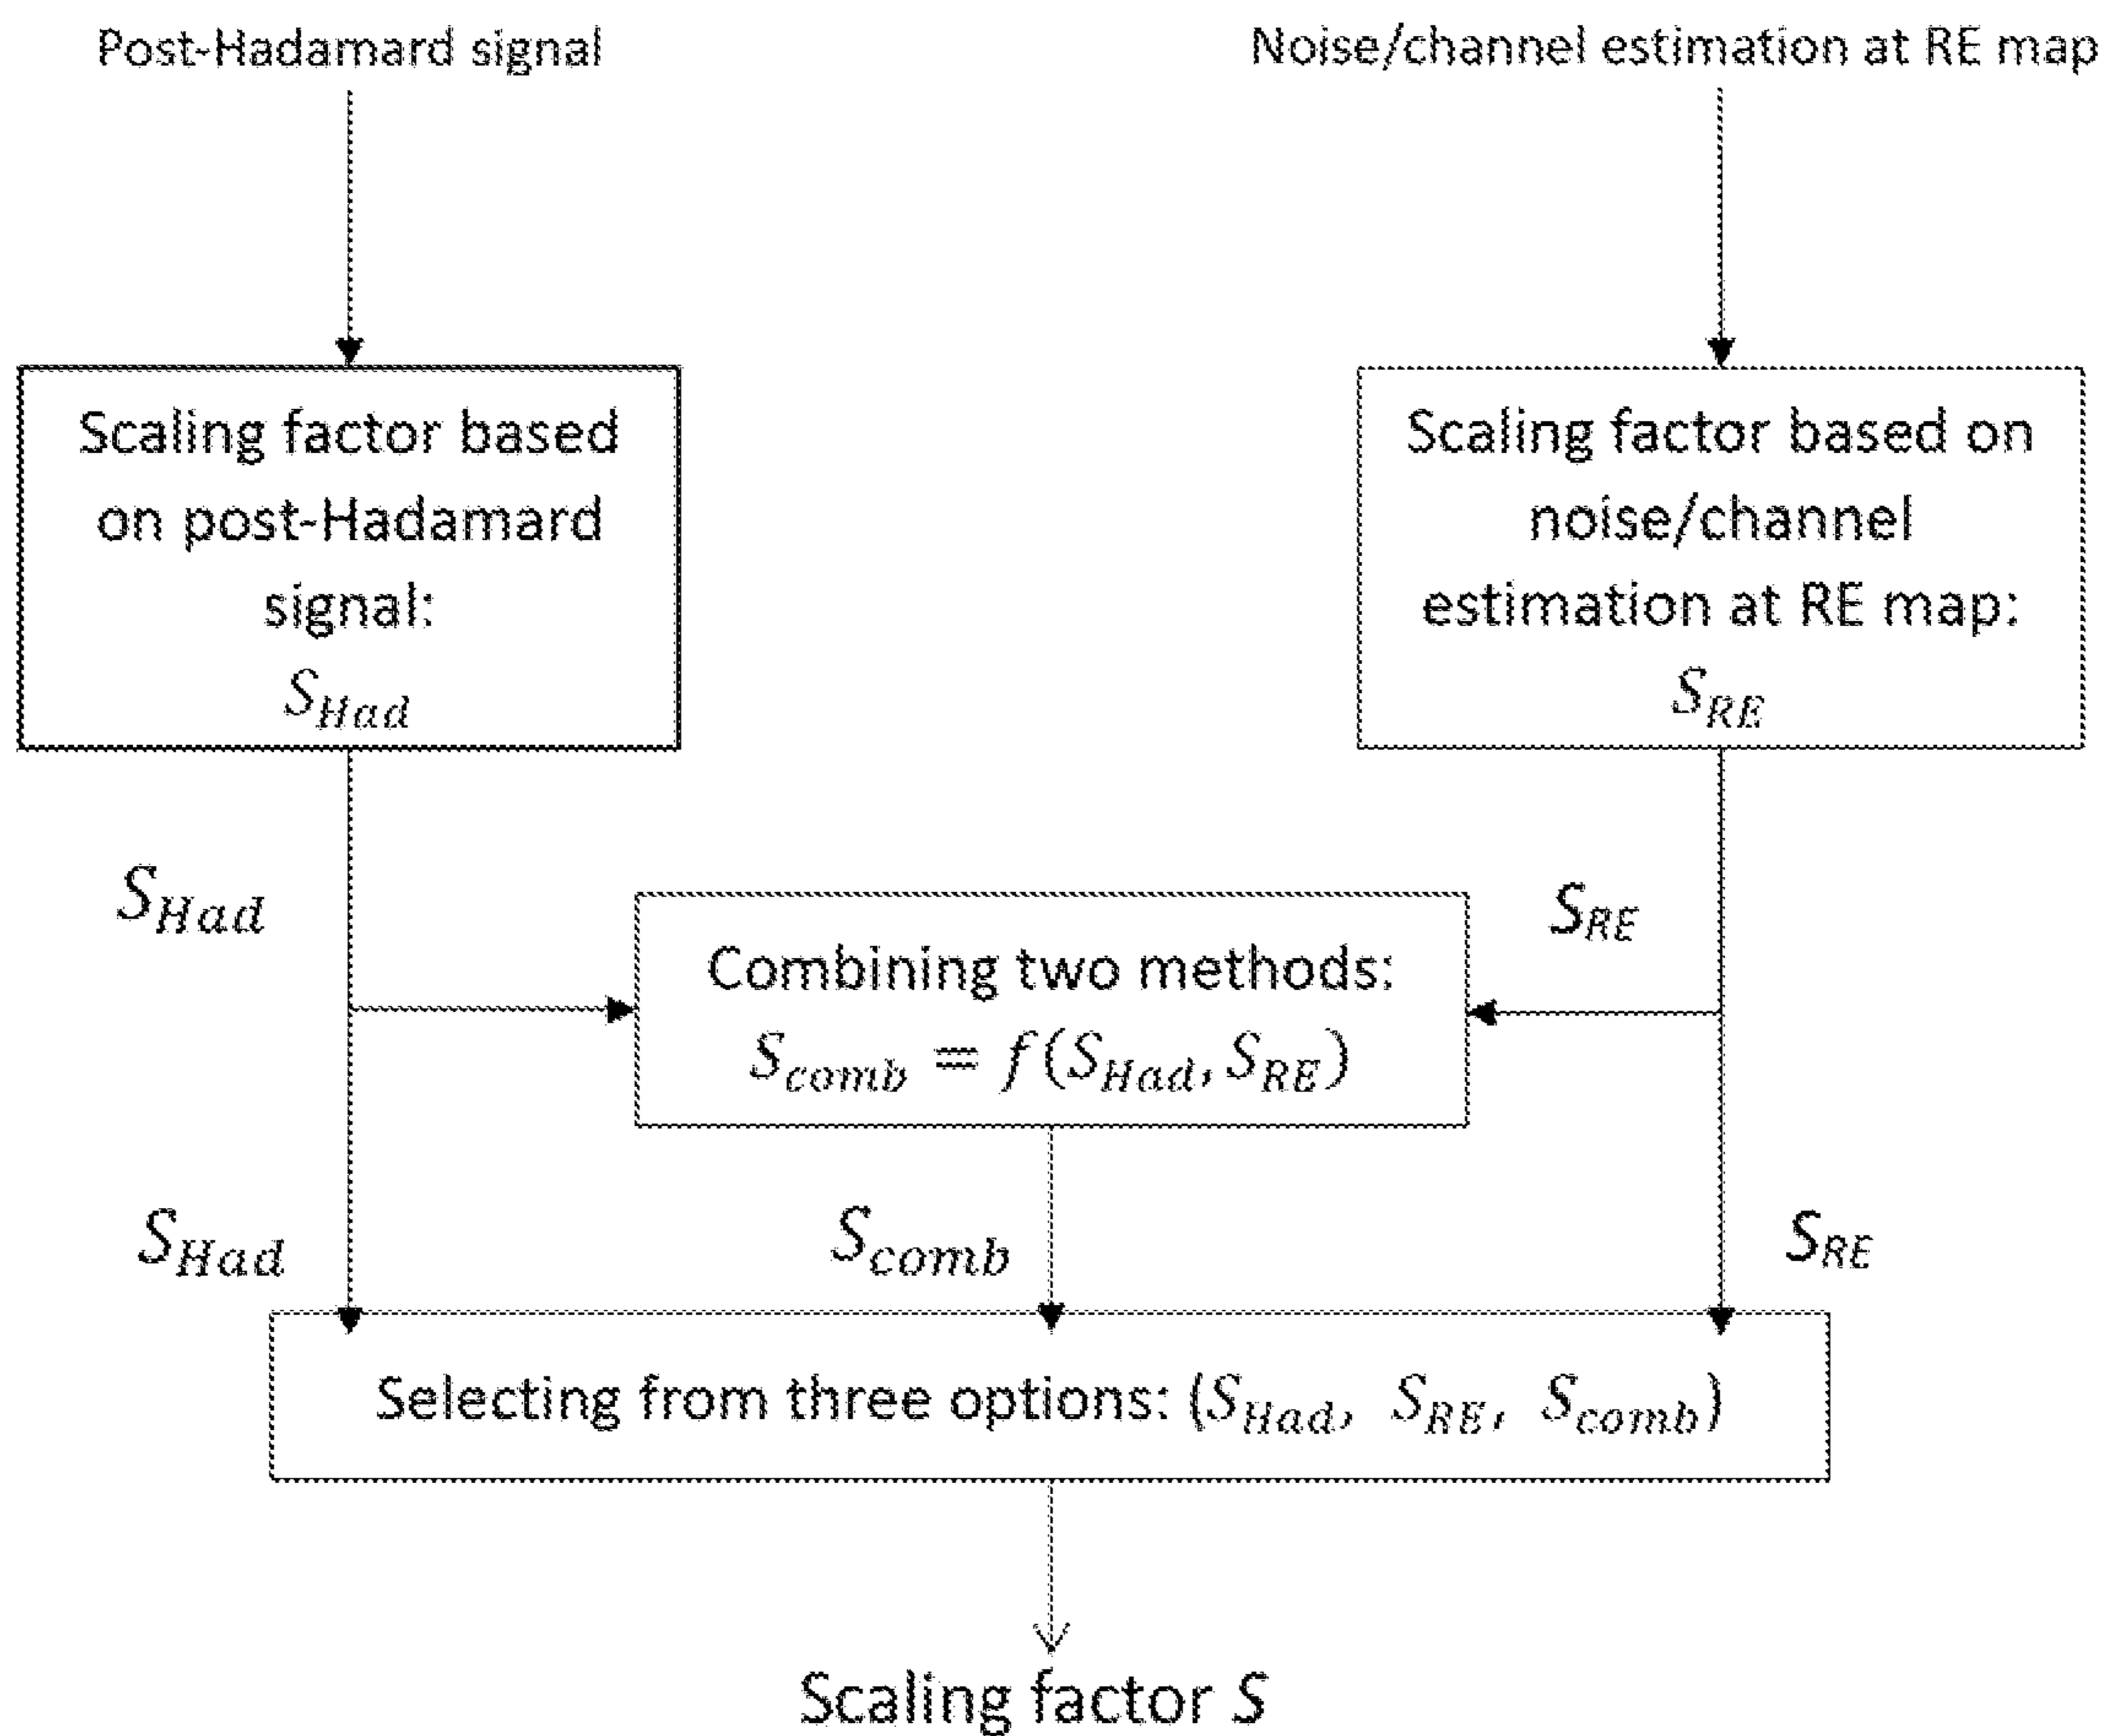 Post-Hadamard signal
Noise/channel estimation at RE map
Scaling factor based
on post-Hadamard
signal:
S_Had
Scaling factor based on
noise/channel
estimation at RE map:
S_RE
S_Had
S_RE
Combining two methods:
S_comb = f(S_Had, S_RE)
S_Had
S_comb
S_RE
Selecting from three options: (S_Had, S_RE, S_comb)
Scaling factor S